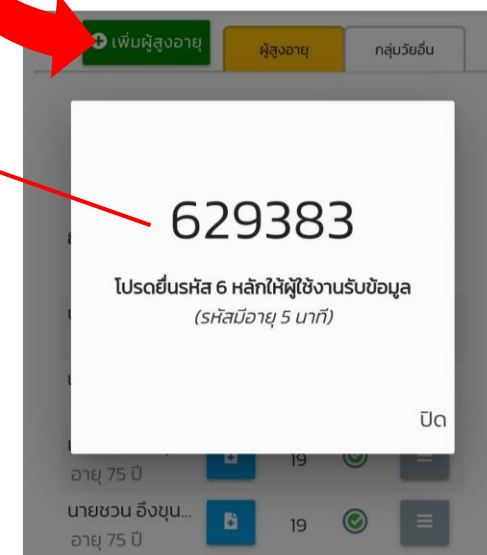 เพิ่มผู้สูงอายุ
ผู้สูงอายุ
กลุ่มวัยอื่น
629383
โปรดยื่นรหัส 6 หลักให้ผู้ใช้งานรับข้อมูล
(รหัสมีอายุ 5 นาที)
ปิด
19
อายุ 75 ปี
นายชวน อึ่งขุน...
19
อายุ 75 ปี